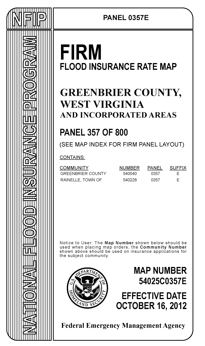 NFIP
PANEL 0357E
NATIONAL FLOOD INSURANCE PROGRAM
FIRM
FLOOD INSURANCE RATE MAP
GREENBRIER COUNTY,
WEST VIRGINIA
AND INCORPORATED AREAS
PANEL 357 OF 800
(SEE MAP INDEX FOR FIRM PANEL LAYOUT)
CONTAINS:
COMMUNITY NUMBER PANEL SUFFIX
GREENBRIER COUNTY 540040 0357 E
RAINELLE, TOWN OF 540228 0357 E
Notice to User: The Map Number shown below should be
used when placing map orders; the Community Number
shown above should be used on insurance applications for
the subject community.
MAP NUMBER
54025C0357E
EFFECTIVE DATE
OCTOBER 16, 2012
Federal Emergency Management Agency